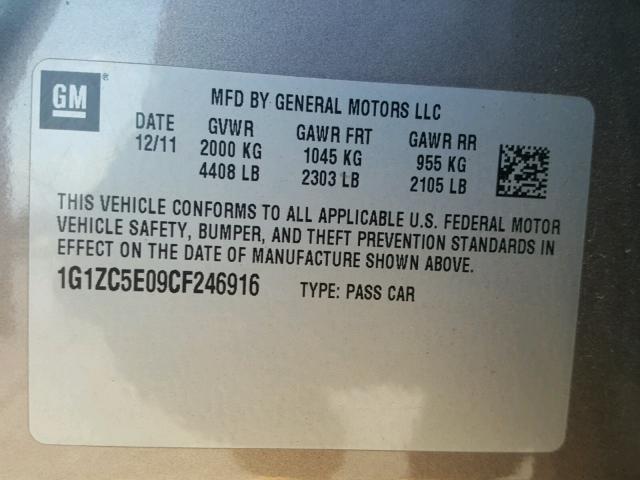 GM
MFD BY GENERAL MOTORS LLC
DATE GVWR GAWR FRT GAWR RR
12/11 2000 KG 1045 KG 955 KG
4408 LB 2303 LB 2105 LB
THIS VEHICLE CONFORMS TO ALL APPLICABLE U.S. FEDERAL MOTOR
VEHICLE SAFETY, BUMPER, AND THEFT PREVENTION STANDARDS IN
EFFECT ON THE DATE OF MANUFACTURE SHOWN ABOVE.
1G1ZC5E09CF246916 TYPE: PASS CAR